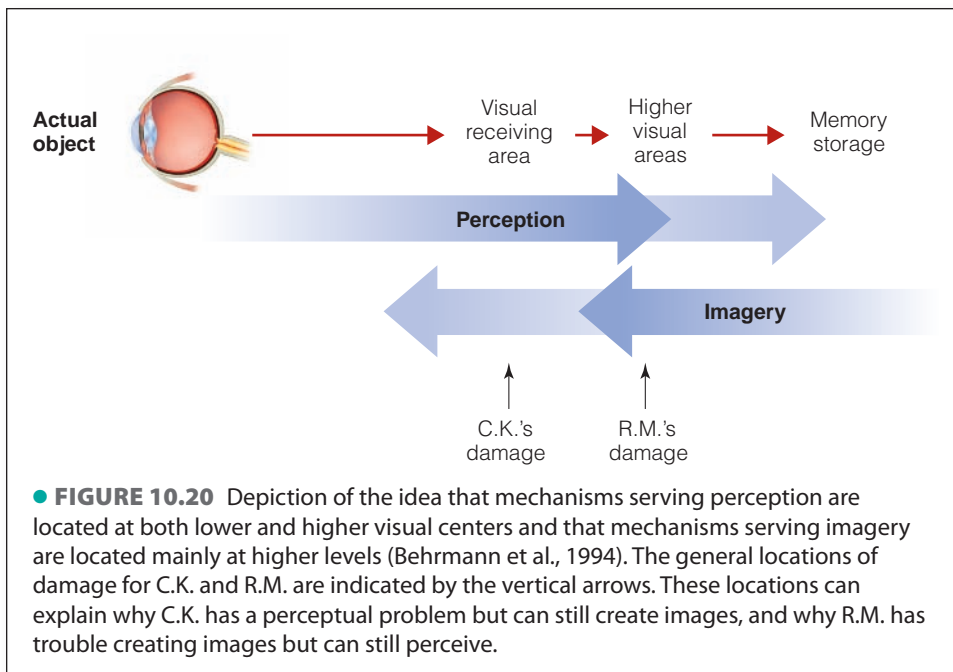 Actual
object
Visual
receiving
area
Higher
visual
areas
Memory
storage
Perception
Imagery
C.K.'s
damage
R.M.'s
damage
● FIGURE 10.20 Depiction of the idea that mechanisms serving perception are
located at both lower and higher visual centers and that mechanisms serving imagery
are located mainly at higher levels (Behrmann et al., 1994). The general locations of
damage for C.K. and R.M. are indicated by the vertical arrows. These locations can
explain why C.K. has a perceptual problem but can still create images, and why R.M. has
trouble creating images but can still perceive.